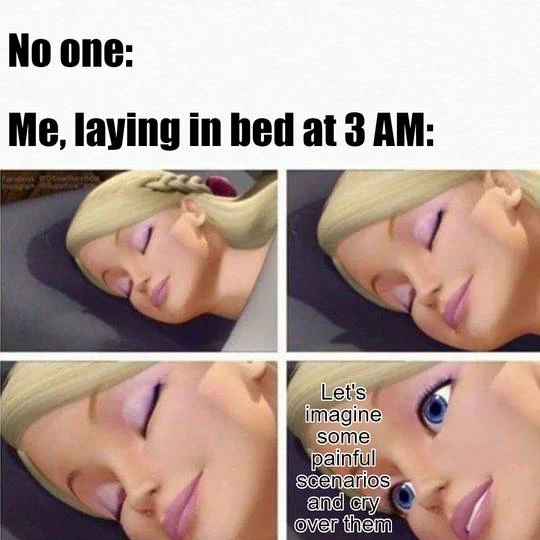 No one:
Me, laying in bed at 3 AM:
Let's
imagine
some
painful
scenarios
and cry
over them